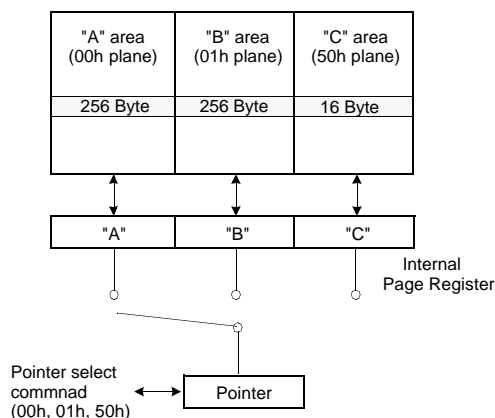 "A" area
(00h plane)
"B" area
(01h plane)
"C" area
(50h plane)
256 Byte
256 Byte
16 Byte
"A"
"B"
"C"
Internal
Page Register
Pointer select
commnad
(00h, 01h, 50h)
Pointer